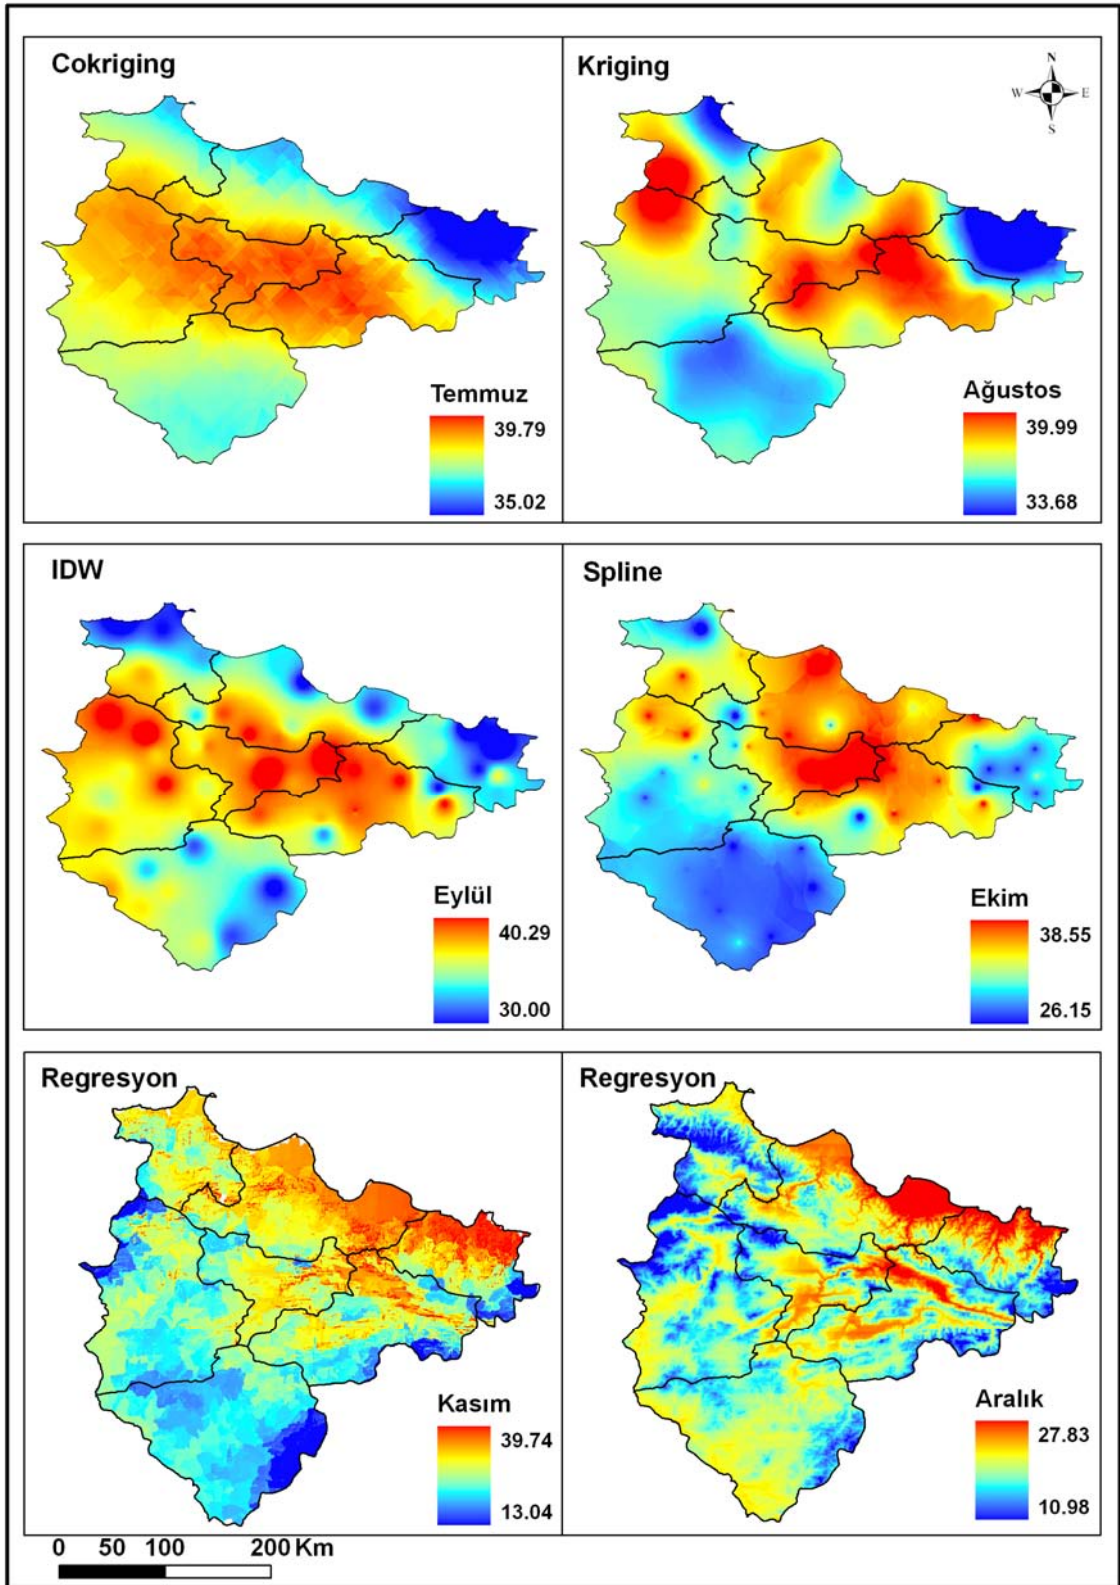 Cokriging
Temmuz
39.79
35.02
Kriging
N
W E
S
Ağustos
39.99
33.68
IDW
Eylül
40.29
30.00
Spline
Ekim
38.55
26.15
Regresyon
Kasım
39.74
13.04
Regresyon
Aralık
27.83
10.98
0 50 100 200 Km